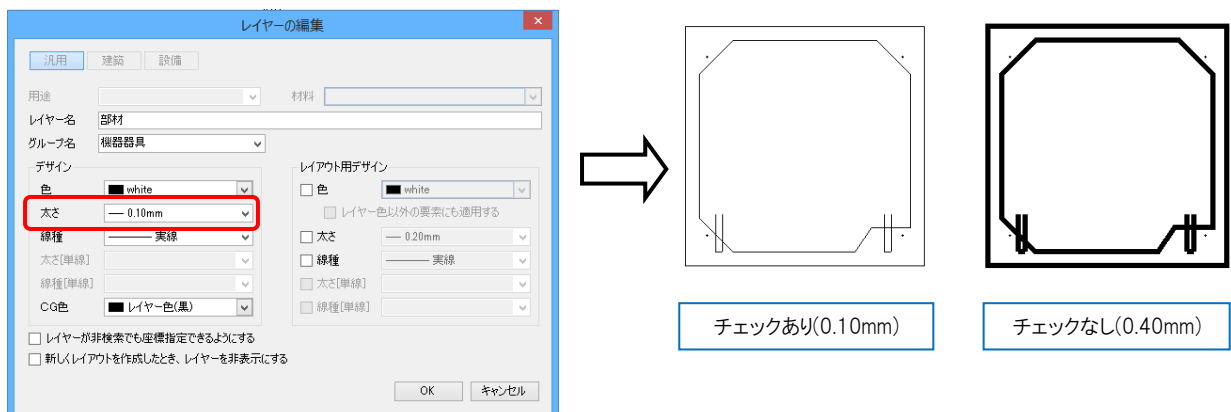 レイヤーの編集
汎用 建築 設備
用途 材料
レイヤー名 部材
グループ名 機器器具
デザイン レイアウト用デザイン
色 white 色 white
レイヤー色以外の要素にも適用する
太さ 0.10mm 太さ 0.20mm
線種 実線 線種 実線
太さ[単線] 太さ[単線]
線種[単線] 線種[単線]
CG色 レイヤー色(黒)
レイヤーが非検索でも座標指定できるようにする
新しくレイアウトを作成したとき、レイヤーを非表示にする
OK キャンセル
チェックあり(0.10mm) チェックなし(0.40mm)